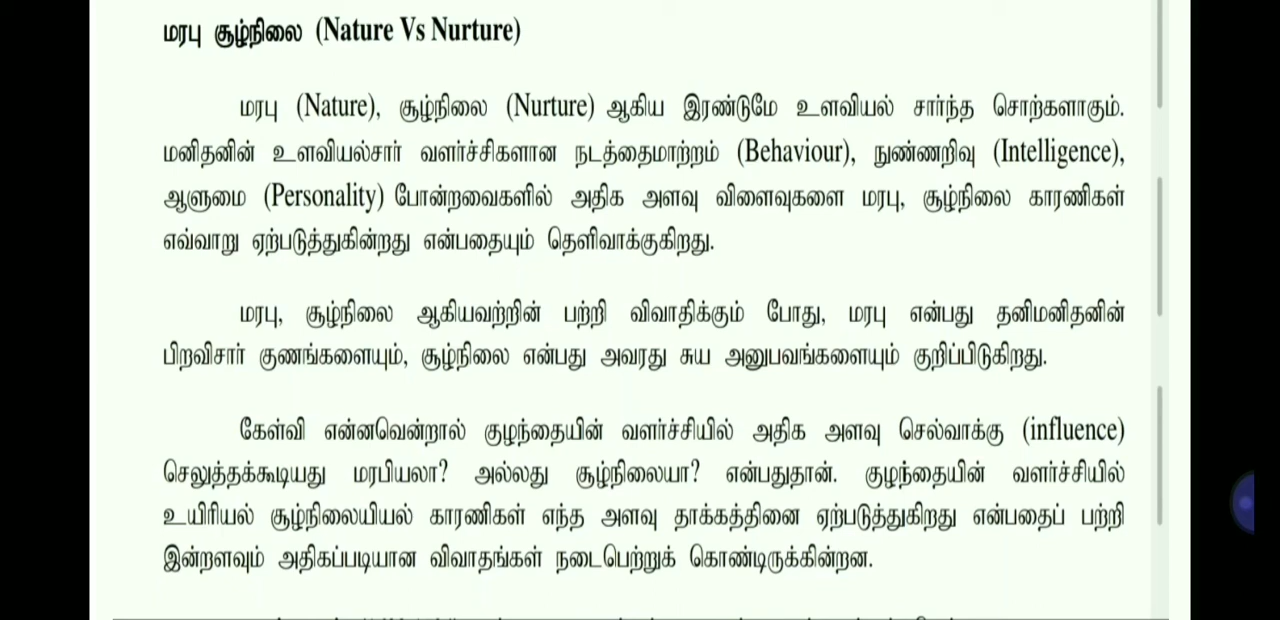 மரபு சூழ்நிலை (Nature Vs Nurture)
மரபு (Nature), சூழ்நிலை (Nurture) ஆகிய இரண்டுமே உளவியல் சார்ந்த சொற்களாகும்.
மனிதனின் உளவியல்சார் வளர்ச்சிகளான நடத்தைமாற்றம் (Behaviour), நுண்ணறிவு (Intelligence),
ஆளுமை (Personality) போன்றவைகளில் அதிக அளவு விளைவுகளை மரபு, சூழ்நிலை காரணிகள்
எவ்வாறு ஏற்படுத்துகின்றது என்பதையும் தெளிவாக்குகிறது.
மரபு, சூழ்நிலை ஆகியவற்றின் பற்றி விவாதிக்கும் போது, மரபு என்பது தனிமனிதனின்
பிறவிசார் குணங்களையும், சூழ்நிலை என்பது அவரது சுய அனுபவங்களையும் குறிப்பிடுகிறது.
கேள்வி என்னவென்றால் குழந்தையின் வளர்ச்சியில் அதிக அளவு செல்வாக்கு (influence)
செலுத்தக்கூடியது மரபியலா? அல்லது சூழ்நிலையா? என்பதுதான். குழந்தையின் வளர்ச்சியில்
உயிரியல் சூழ்நிலையியல் காரணிகள் எந்த அளவு தாக்கத்தினை ஏற்படுத்துகிறது என்பதைப் பற்றி
இன்றளவும் அதிகப்படியான விவாதங்கள் நடைபெற்றுக் கொண்டிருக்கின்றன.